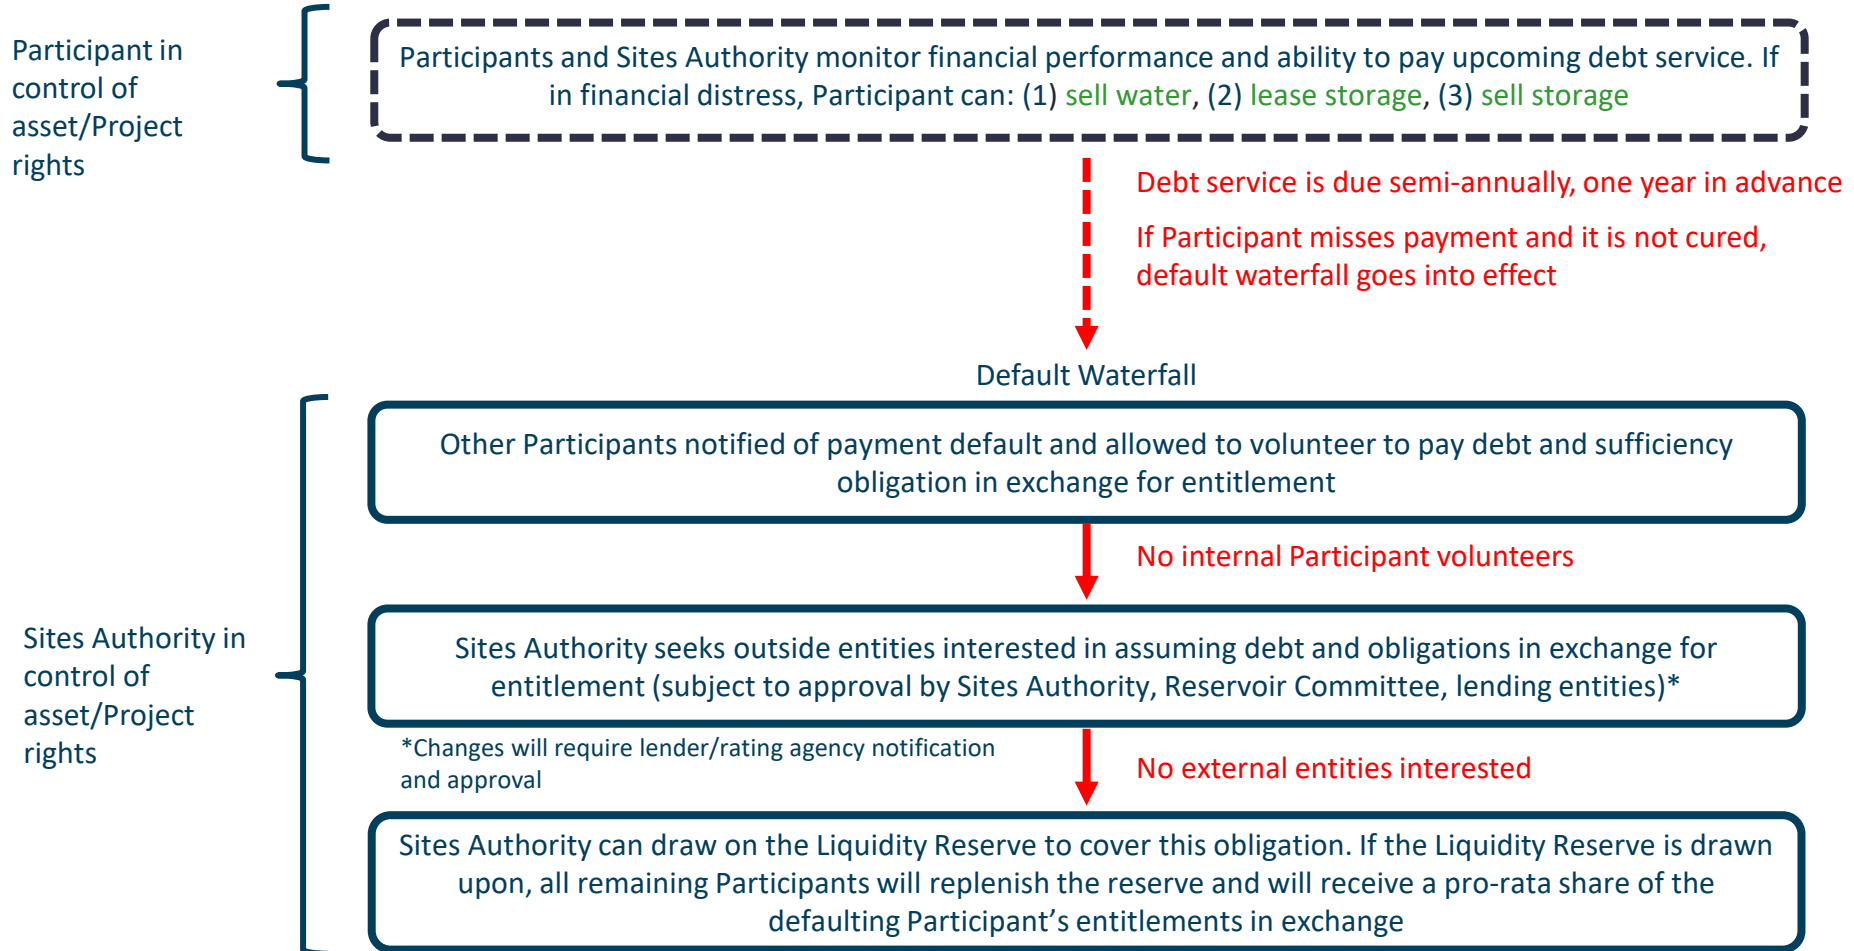 Participant in
control of
asset/Project
rights
Participants and Sites Authority monitor financial performance and ability to pay upcoming debt service. If
in financial distress, Participant can: (1) sell water, (2) lease storage, (3) sell storage
Debt service is due semi-annually, one year in advance
If Participant misses payment and it is not cured,
default waterfall goes into effect
Default Waterfall
Other Participants notified of payment default and allowed to volunteer to pay debt and sufficiency
obligation in exchange for entitlement
No internal Participant volunteers
Sites Authority in
control of
asset/Project
rights
Sites Authority seeks outside entities interested in assuming debt and obligations in exchange for
entitlement (subject to approval by Sites Authority, Reservoir Committee, lending entities)*
*Changes will require lender/rating agency notification
and approval
No external entities interested
Sites Authority can draw on the Liquidity Reserve to cover this obligation. If the Liquidity Reserve is drawn
upon, all remaining Participants will replenish the reserve and will receive a pro-rata share of the
defaulting Participant’s entitlements in exchange